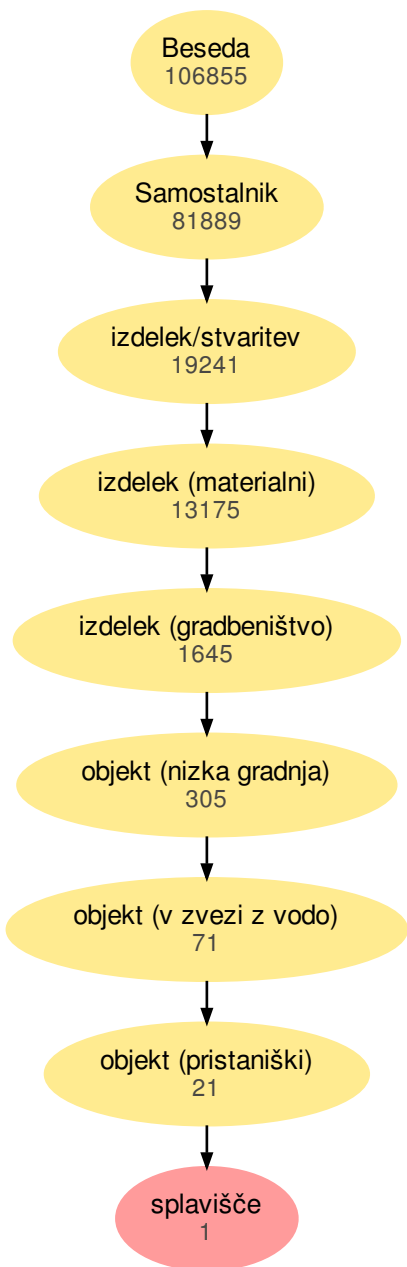 Beseda
106855
Samostalnik
81889
izdelek/stvaritev
19241
izdelek (materialni)
13175
izdelek (gradbeništvo)
1645
objekt (nizka gradnja)
305
objekt (v zvezi z vodo)
71
objekt (pristaniški)
21
splavišče
1